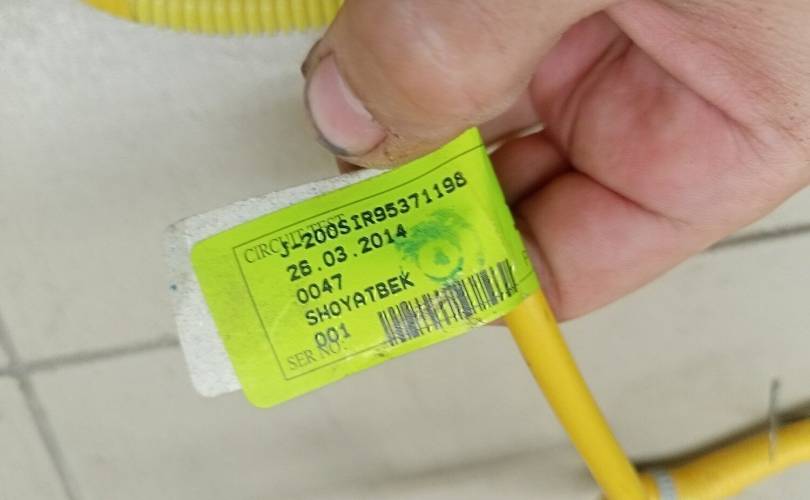 CIRCUIT TEST
J-200SIR95371198
26.03.2014
0047
SHOYATBEK
001
SER NO: